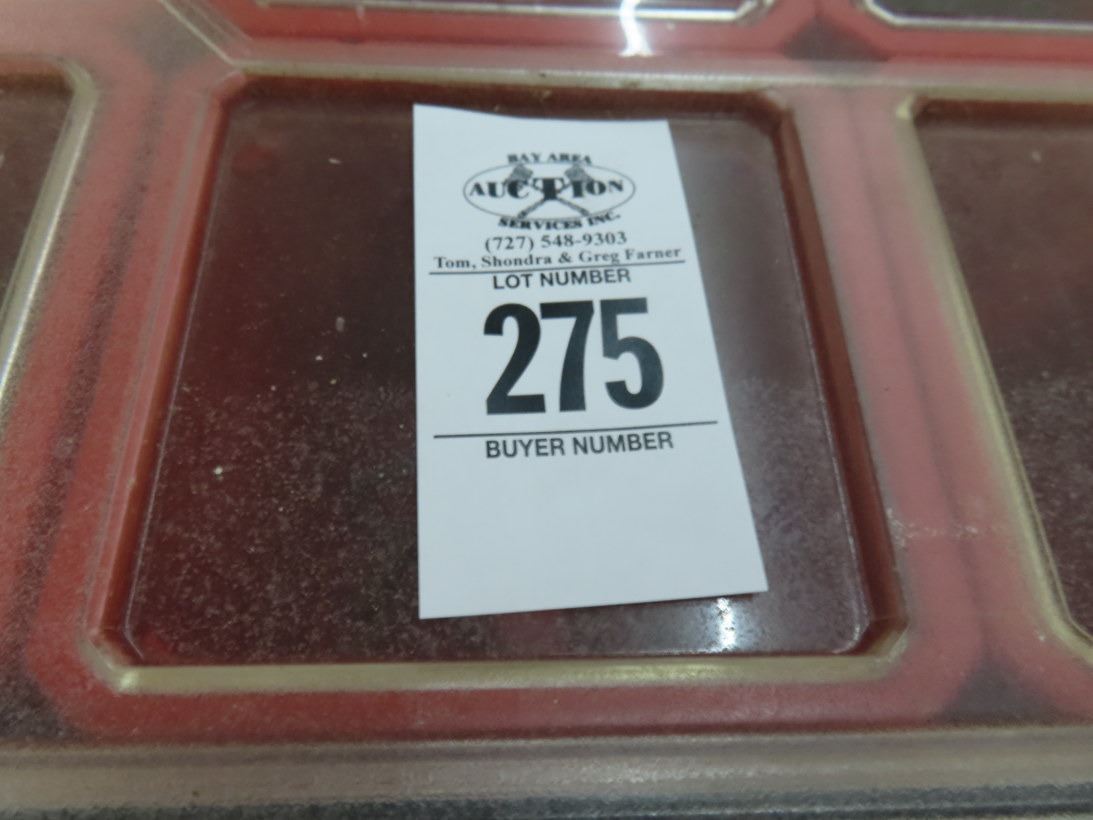 BAY AREA
AUCTION
SERVICES INC.
(727) 548-9303
Tom, Shondra & Greg Farner
LOT NUMBER
275
BUYER NUMBER